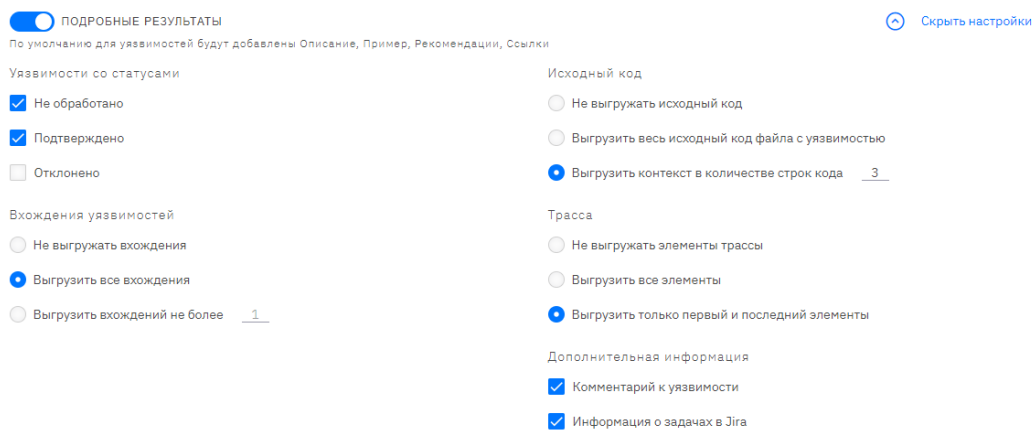 ПОДРОБНЫЕ РЕЗУЛЬТАТЫ
Скрыть настройки
По умолчанию для уязвимостей будут добавлены Описание, Пример, Рекомендации, Ссылки
Уязвимости со статусами
Не обработано
Подтверждено
Отклонено
Вхождения уязвимостей
Не выгружать вхождения
Выгрузить все вхождения
Выгрузить вхождений не более 1
Исходный код
Не выгружать исходный код
Выгрузить весь исходный код файла с уязвимостью
Выгрузить контекст в количестве строк кода 3
Трасса
Не выгружать элементы трассы
Выгрузить все элементы
Выгрузить только первый и последний элементы
Дополнительная информация
Комментарий к уязвимости
Информация о задачах в Jira